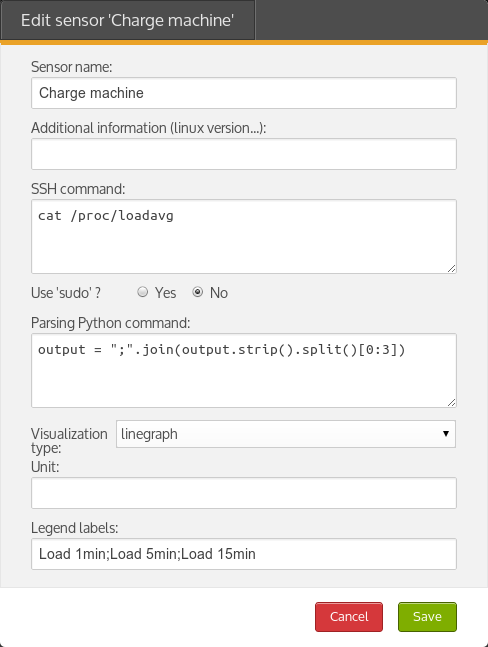 Edit sensor 'Charge machine'
Sensor name:
Charge machine
Additional information (linux version...):
SSH command:
cat /proc/loadavg
Use 'sudo' ? Yes No
Parsing Python command:
output = ";".join(output.strip().split()[0:3])
Visualization type: linegraph
Unit:
Legend labels:
Load 1min;Load 5min;Load 15min
Cancel Save